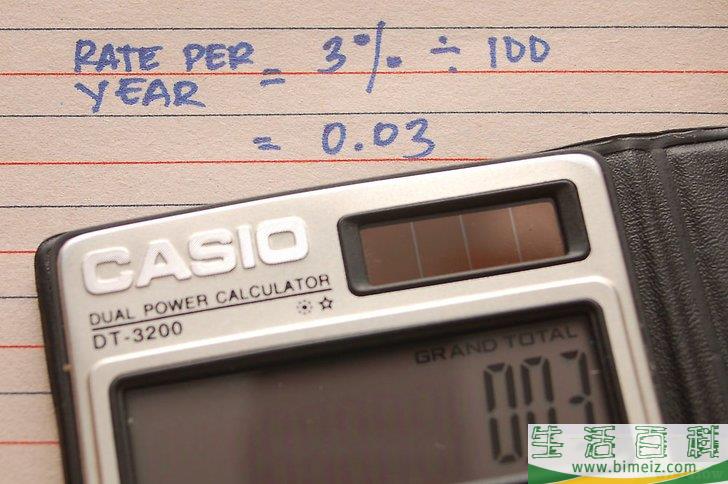 RATE PER
YEAR = 3% ÷ 100
= 0.03
CASIO
DUAL POWER CALCULATOR
DT-3200
GRAND TOTAL
003
生活百科
www.bimeiz.com